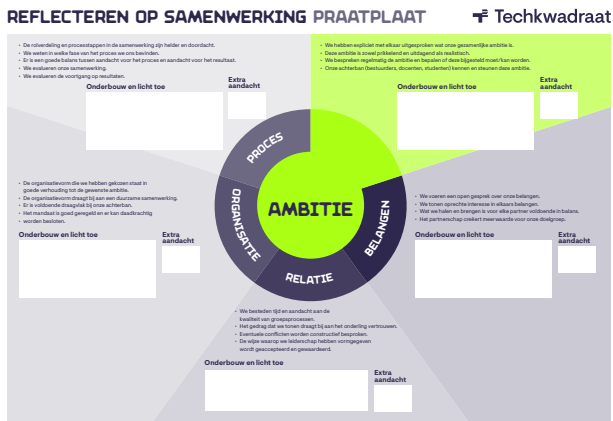 REFLECTEREN OP SAMENWERKING PRAATPLAAT
Techkwadraat
• De rolverdeling en processtappen in de samenwerking zijn helder en doordacht.
• We weten in welke fase van het proces we ons bevinden.
• Er is een goede balans tussen aandacht voor het proces en aandacht voor het resultaat.
• We evalueren onze samenwerking.
• We evalueren de voortgang op resultaten.
Onderbouw en licht toe
Extra
aandacht
• We hebben expliciet met elkaar uitgesproken wat onze gezamenlijke ambitie is.
• Deze ambitie is zowel prikkelend en uitdagend als realistisch.
• We bespreken regelmatig de ambitie en bepalen of deze bijgesteld moet/kan worden.
• Onze achterban (bestuurders, docenten, studenten) kennen en steunen deze ambitie.
Onderbouw en licht toe
Extra
aandacht
PROCES
ORGANISATIE
AMBITIE
BELANGEN
RELATIE
• De organisatievorm die we hebben gekozen staat in
goede verhouding tot de gewenste ambitie.
• De organisatievorm draagt bij aan een duurzame samenwerking.
• Er is voldoende draagvlak bij onze achterban.
• Het mandaat is goed geregeld en er kan daadkrachtig
• worden besloten.
Onderbouw en licht toe
Extra
aandacht
• We voeren een open gesprek over onze belangen.
• We tonen oprechte interesse in elkaars belangen.
• Wat we halen en brengen is voor elke partner voldoende in balans.
• Het partnerschap creëert meerwaarde voor onze doelgroep.
Onderbouw en licht toe
Extra
aandacht
• We besteden tijd en aandacht aan de
kwaliteit van groepsprocessen.
• Het gedrag dat we tonen draagt bij aan het onderling vertrouwen.
• Eventuele conflicten worden constructief besproken.
• De wijze waarop we leiderschap hebben vormgegeven
wordt geaccepteerd en gewaardeerd.
Onderbouw en licht toe
Extra
aandacht